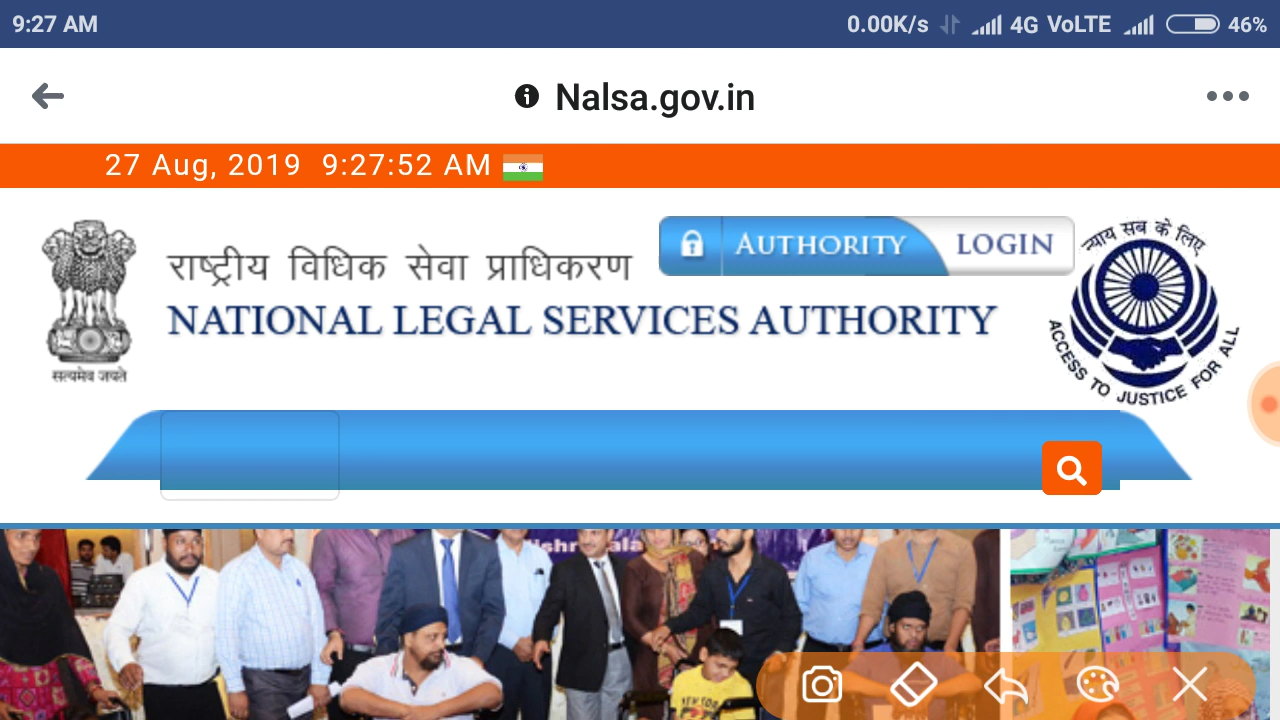 9:27 AM 0.00K/s 4G VoLTE 46%
Nalsa.gov.in
27 Aug, 2019 9:27:52 AM
राष्ट्रीय विधिक सेवा प्राधिकरण
AUTHORITY LOGIN
NATIONAL LEGAL SERVICES AUTHORITY
सत्यमेव जयते
न्याय सब के लिए
ACCESS TO JUSTICE FOR ALL